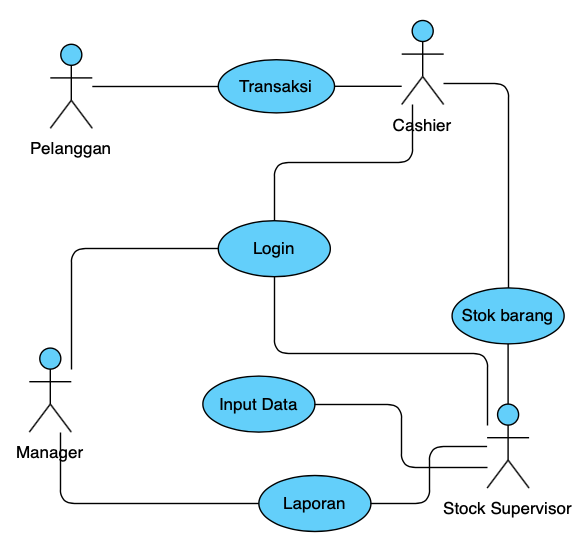 Transaksi
Cashier
Pelanggan
Login
Stok barang
Input Data
Manager
Laporan
Stock Supervisor